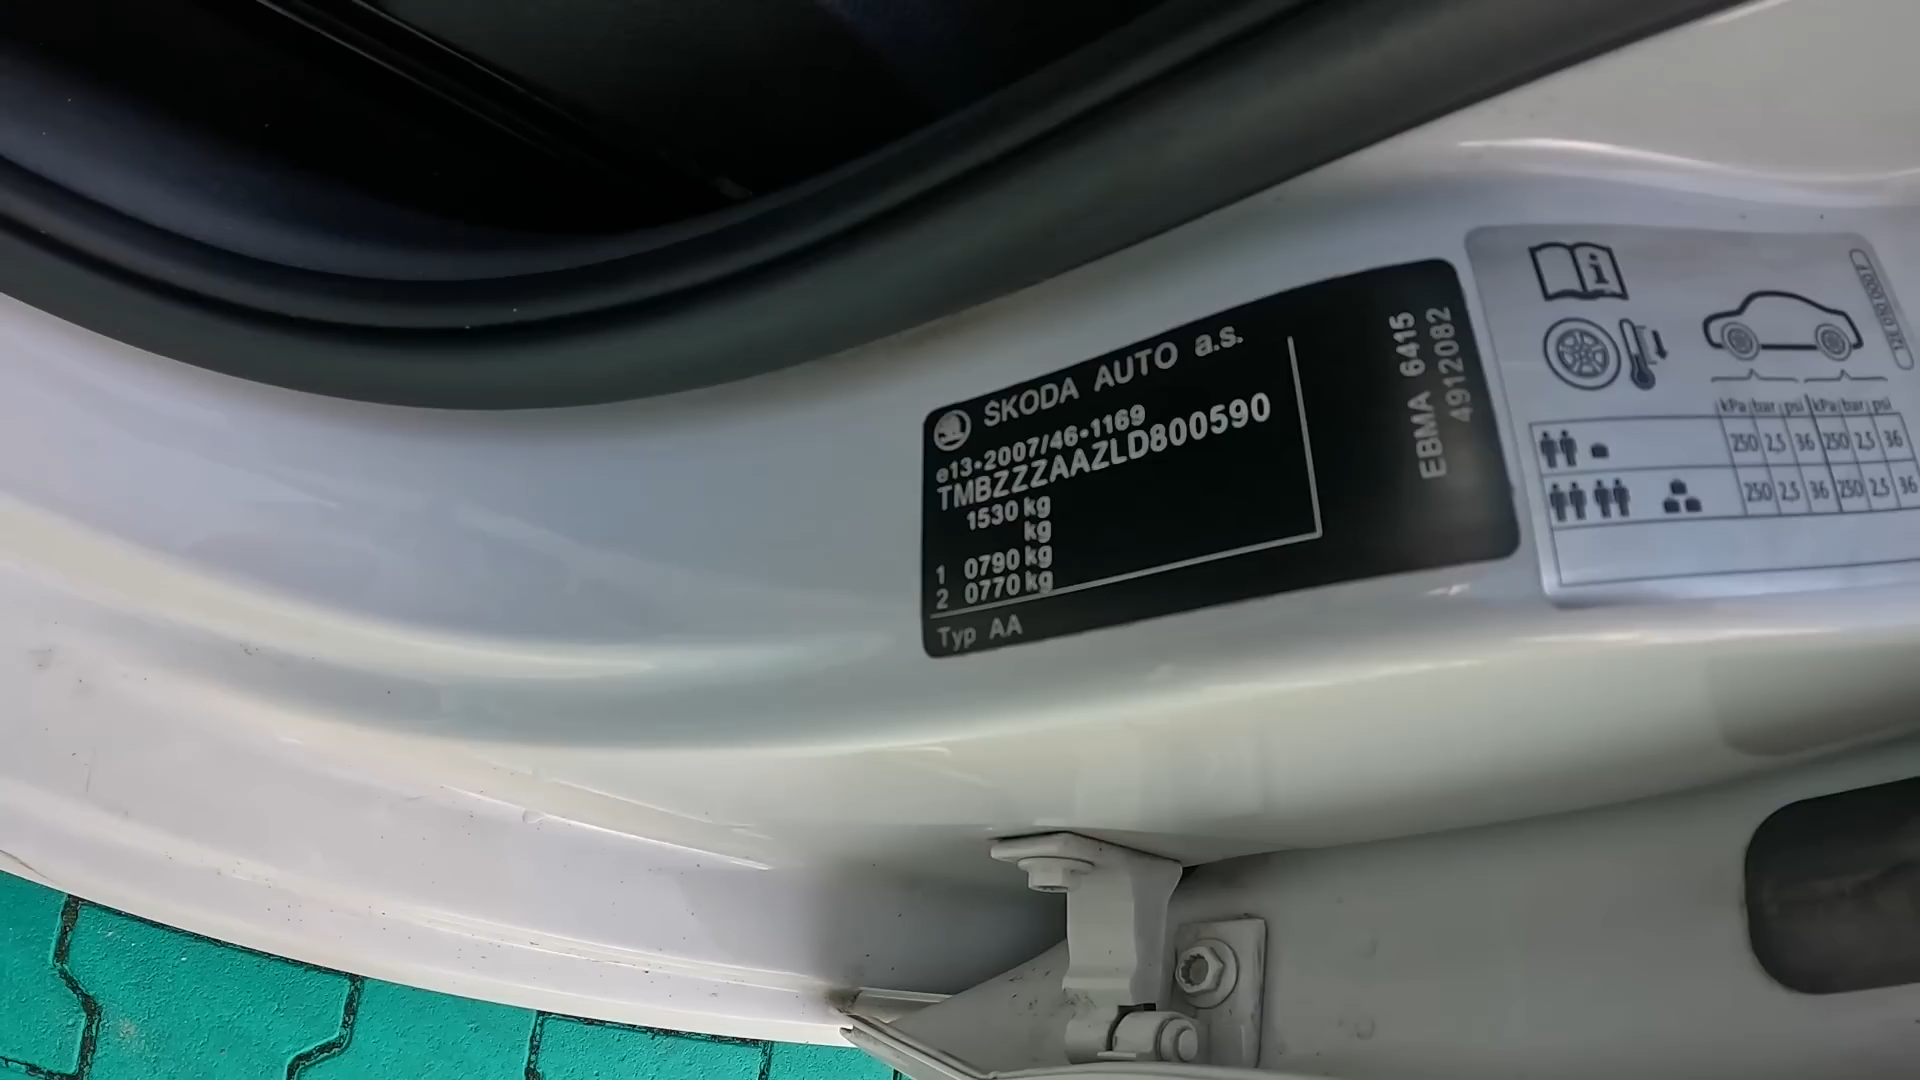 ŠKODA AUTO a.s.
e13*2007/46*1169
TMBZZZAAZLD800590
1530 kg
kg
1 0790 kg
2 0770 kg
Typ AA
EBMA 6415
4912082
i
kPa bar psi kPa bar psi
250 2,5 36 250 2,5 36
250 2,5 36 250 2,5 36